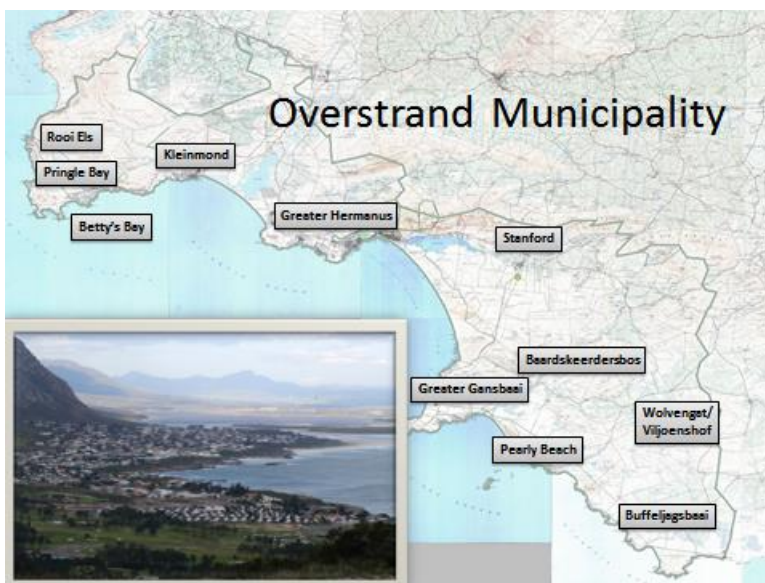 Overstrand Municipality
Rooi Els
Kleinmond
Pringle Bay
Betty's Bay
Greater Hermanus
Stanford
Baardskeerdersbos
Greater Gansbaai
Wolvengat/
Viljoenshof
Pearly Beach
Buffeljagsbaai